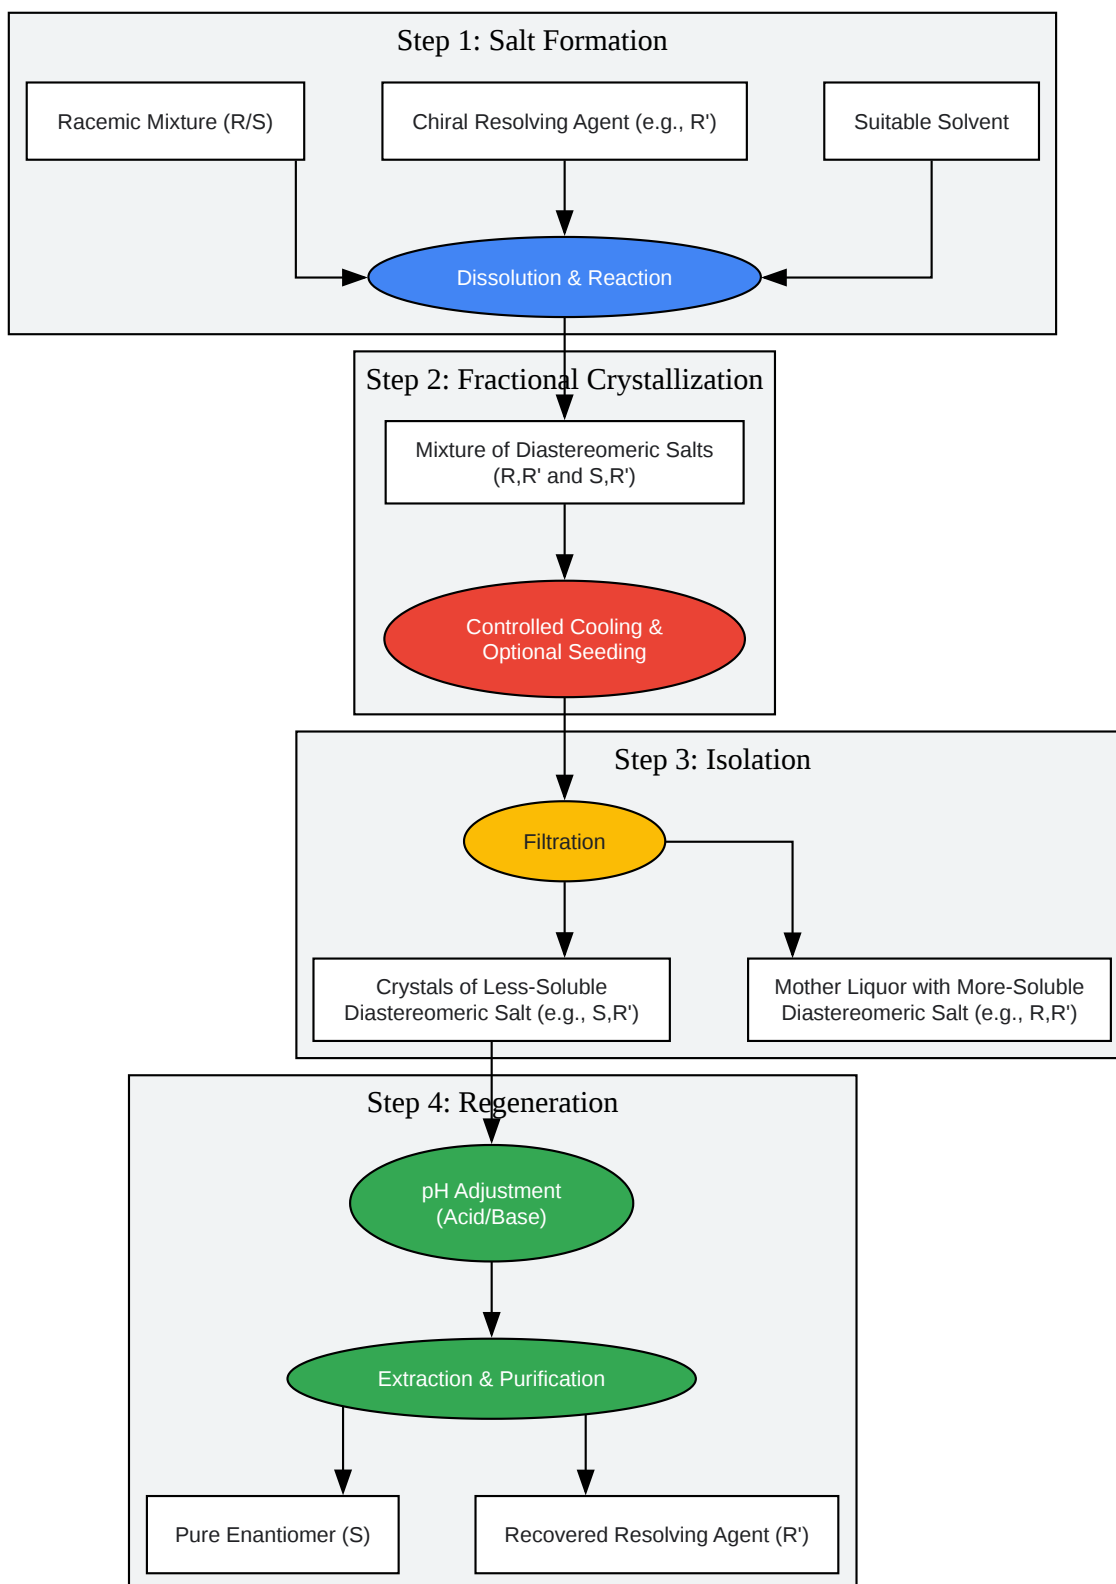 Step 1: Salt Formation
Racemic Mixture (R/S)
Chiral Resolving Agent (e.g., R')
Suitable Solvent
Dissolution & Reaction
Step 2: Fractional Crystallization
Mixture of Diastereomeric Salts
(R,R' and S,R')
Controlled Cooling &
Optional Seeding
Step 3: Isolation
Filtration
Crystals of Less-Soluble
Diastereomeric Salt (e.g., S,R')
Mother Liquor with More-Soluble
Diastereomeric Salt (e.g., R,R')
Step 4: Regeneration
pH Adjustment
(Acid/Base)
Extraction & Purification
Pure Enantiomer (S)
Recovered Resolving Agent (R')